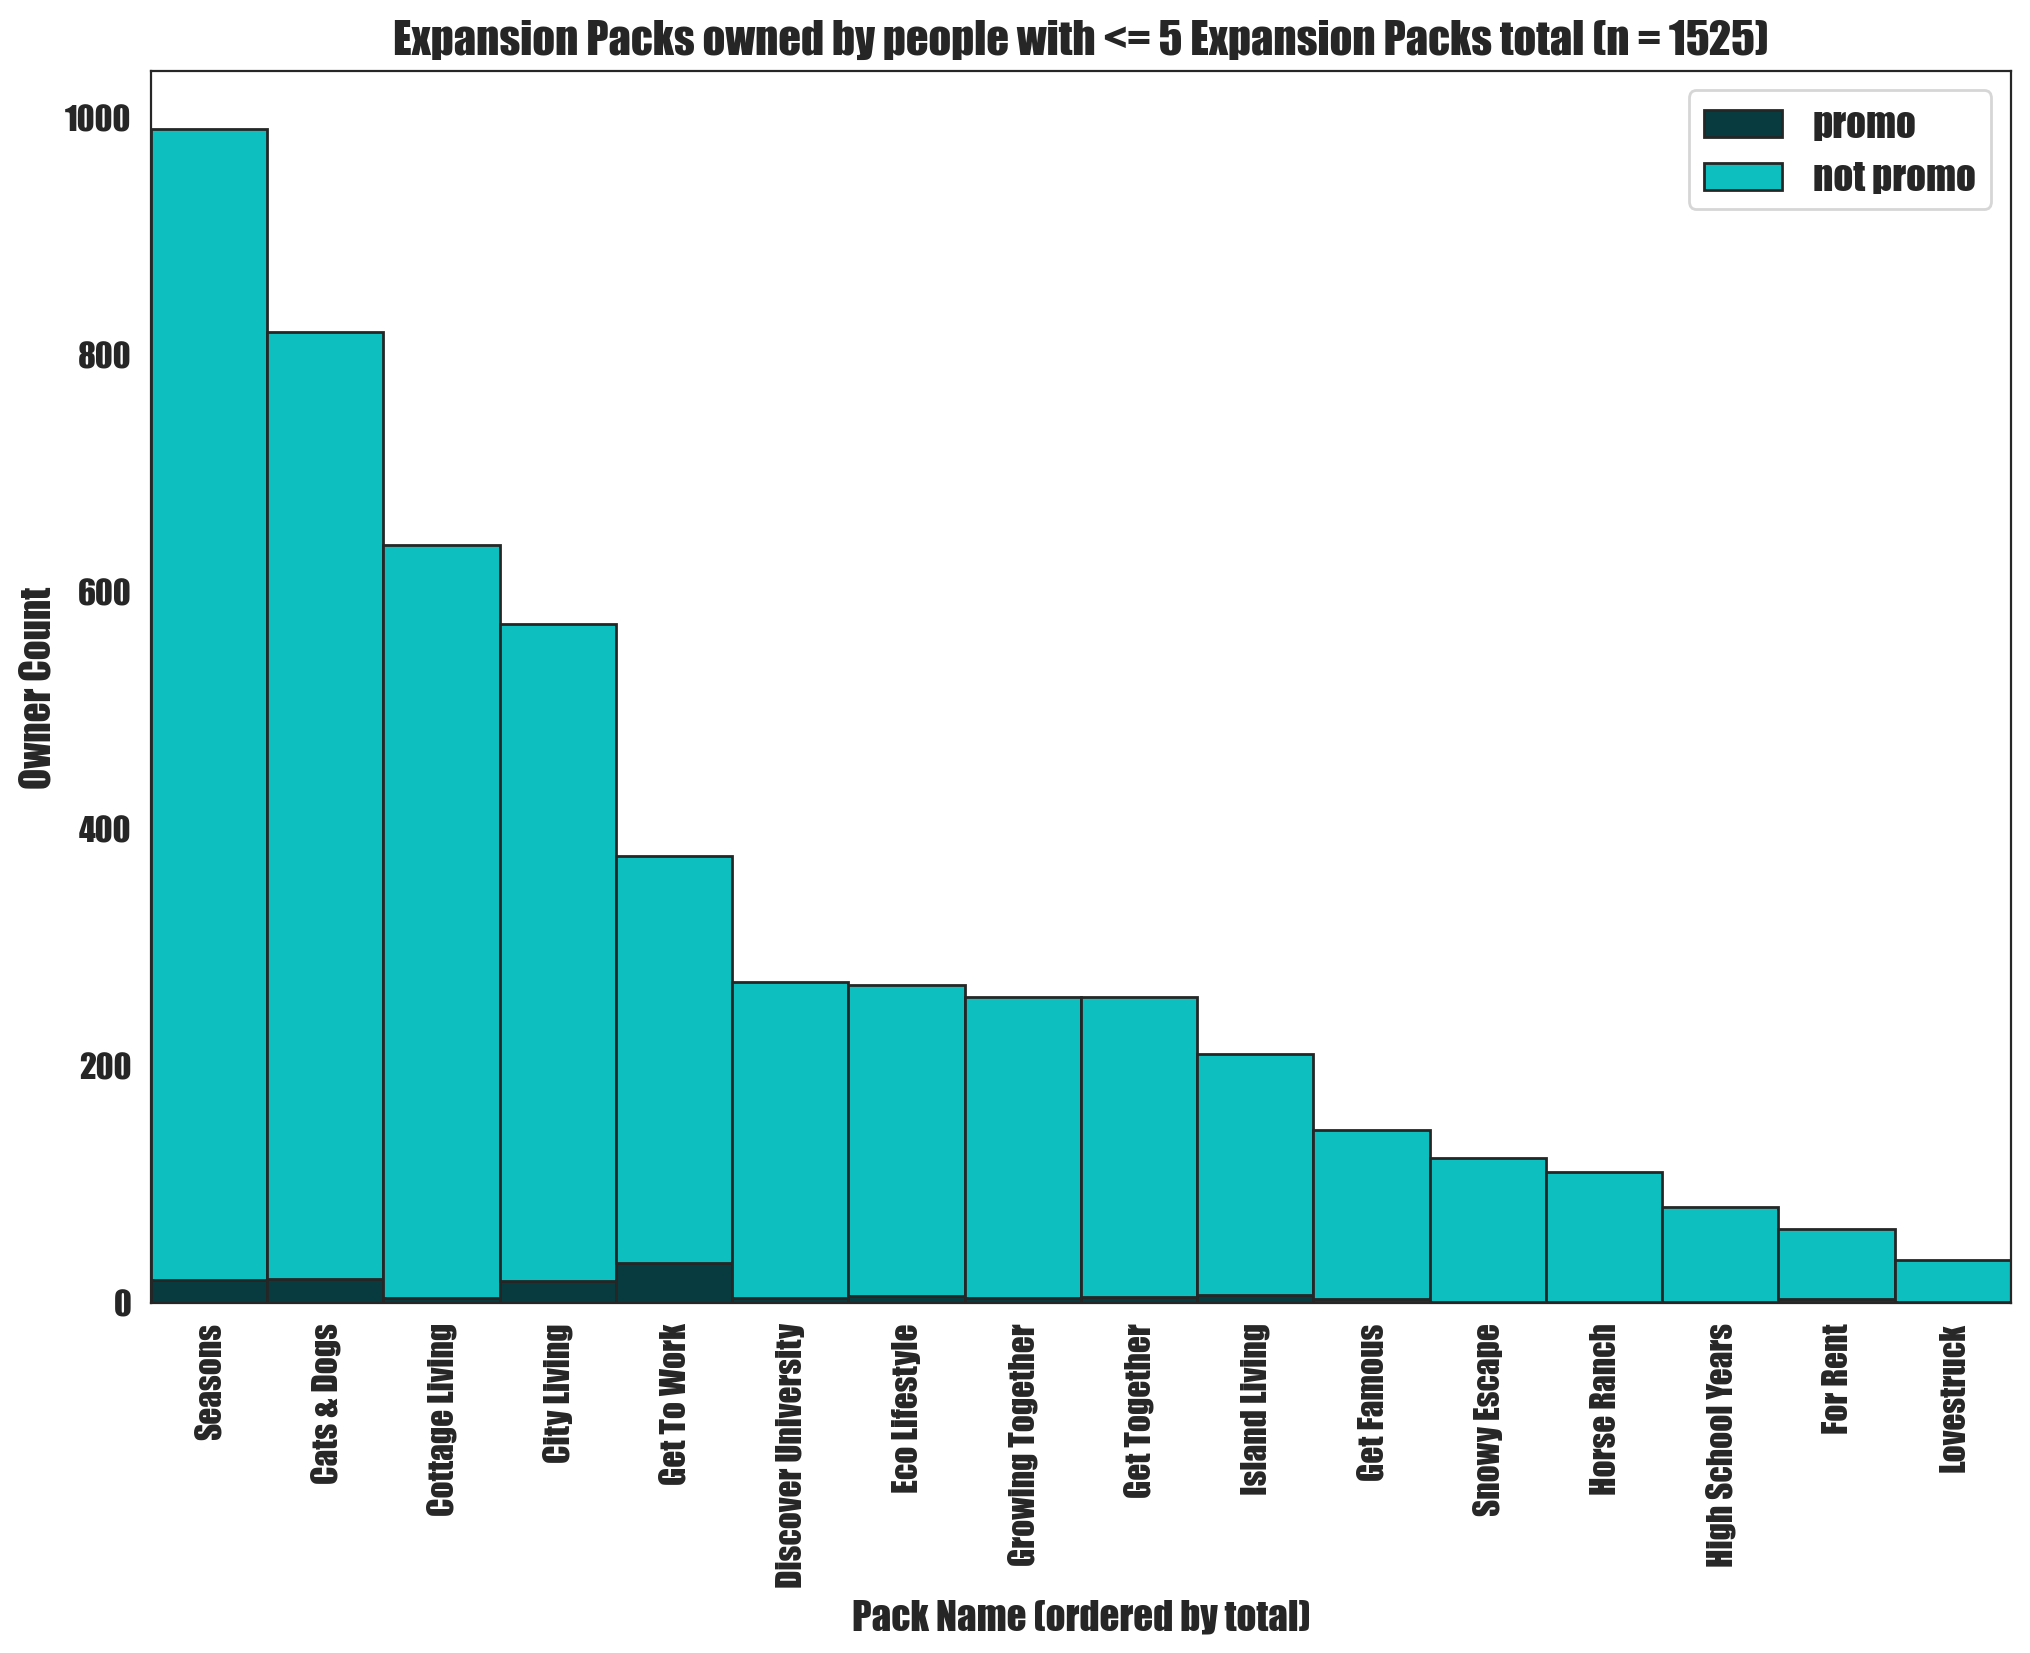 Expansion Packs owned by people with <= 5 Expansion Packs total (n = 1525)
promo
not promo
Owner Count
1000
800
600
400
200
0
Seasons
Cats & Dogs
Cottage Living
City Living
Get To Work
Discover University
Eco Lifestyle
Growing Together
Get Together
Island Living
Get Famous
Snowy Escape
Horse Ranch
High School Years
For Rent
Lovestruck
Pack Name (ordered by total)